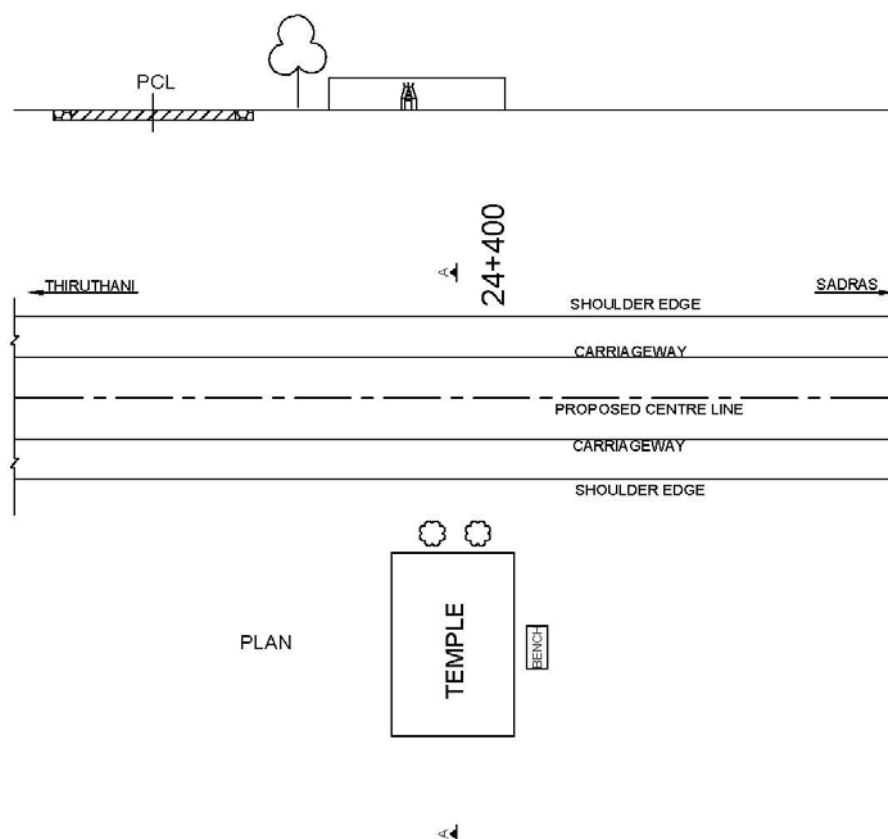 PCL
A
24+400
THIRUTHANI
SADRAS
SHOULDER EDGE
CARRIAGEWAY
PROPOSED CENTRE LINE
CARRIAGEWAY
SHOULDER EDGE
PLAN
TEMPLE
BENCH
A